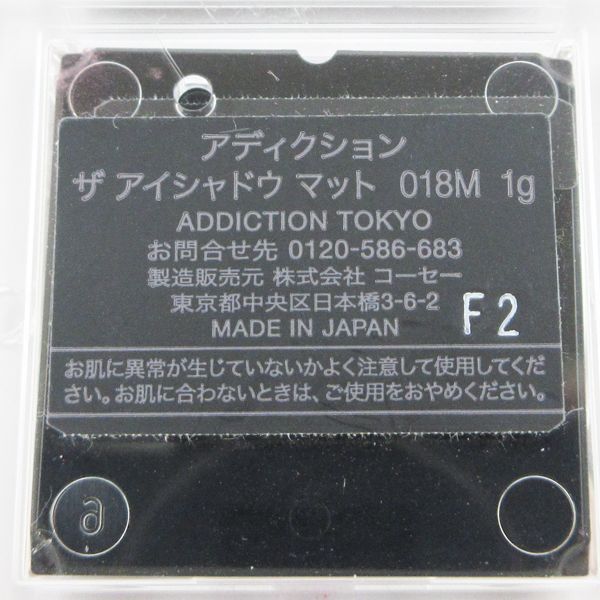 アディクション
ザ アイシャドウ マット 018M 1g
ADDICTION TOKYO
お問合せ先 0120-586-683
製造販売元 株式会社 コーセー
東京都中央区日本橋3-6-2
MADE IN JAPAN
F2
お肌に異常が生じていないかよく注意して使用してくだ
さい。お肌に合わないときは、ご使用をおやめください。
a